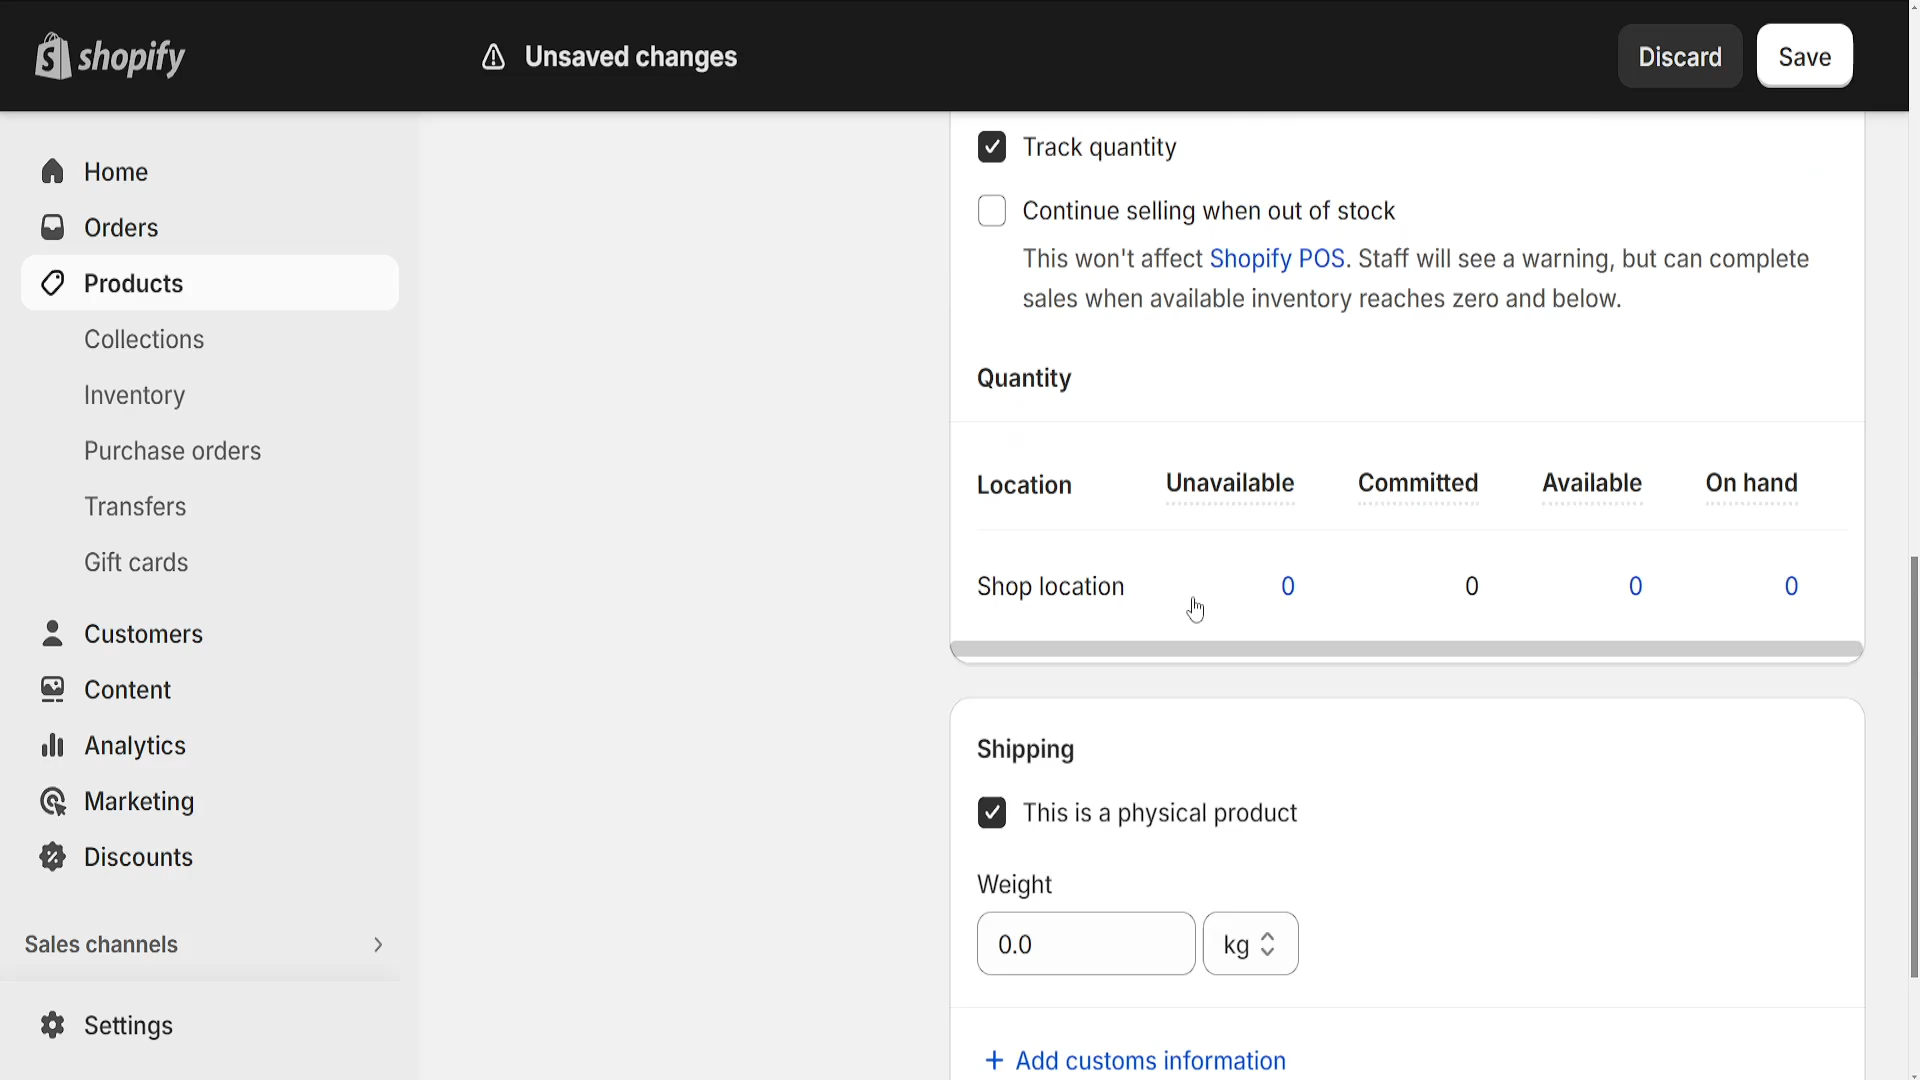 shopify
Unsaved changes
Discard
Save
Home
Orders
Products
Collections
Inventory
Purchase orders
Transfers
Gift cards
Customers
Content
Analytics
Marketing
Discounts
Sales channels
Settings
Track quantity
Continue selling when out of stock
This won't affect Shopify POS. Staff will see a warning, but can complete
sales when available inventory reaches zero and below.
Quantity
Location Unavailable Committed Available On hand
Shop location 0 0 0 0
Shipping
This is a physical product
Weight
0.0 kg
+ Add customs information